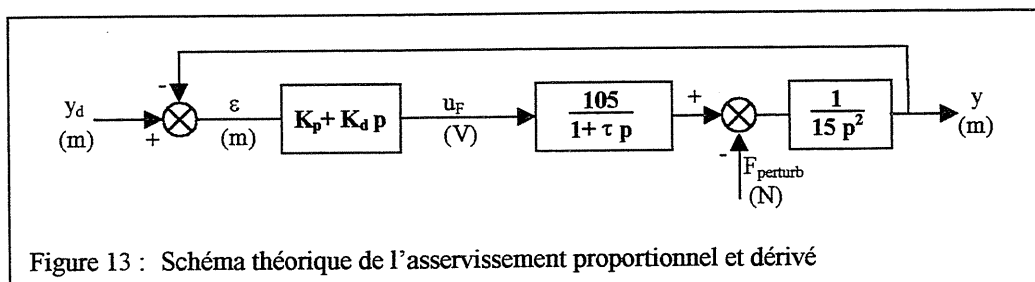 -
y_d
(m)
+
ε
(m)
K_p + K_d p
u_F
(V)
105
1+ τ p
+
-
F_perturb
(N)
1
15 p²
y
(m)
Figure 13 : Schéma théorique de l'asservissement proportionnel et dérivé